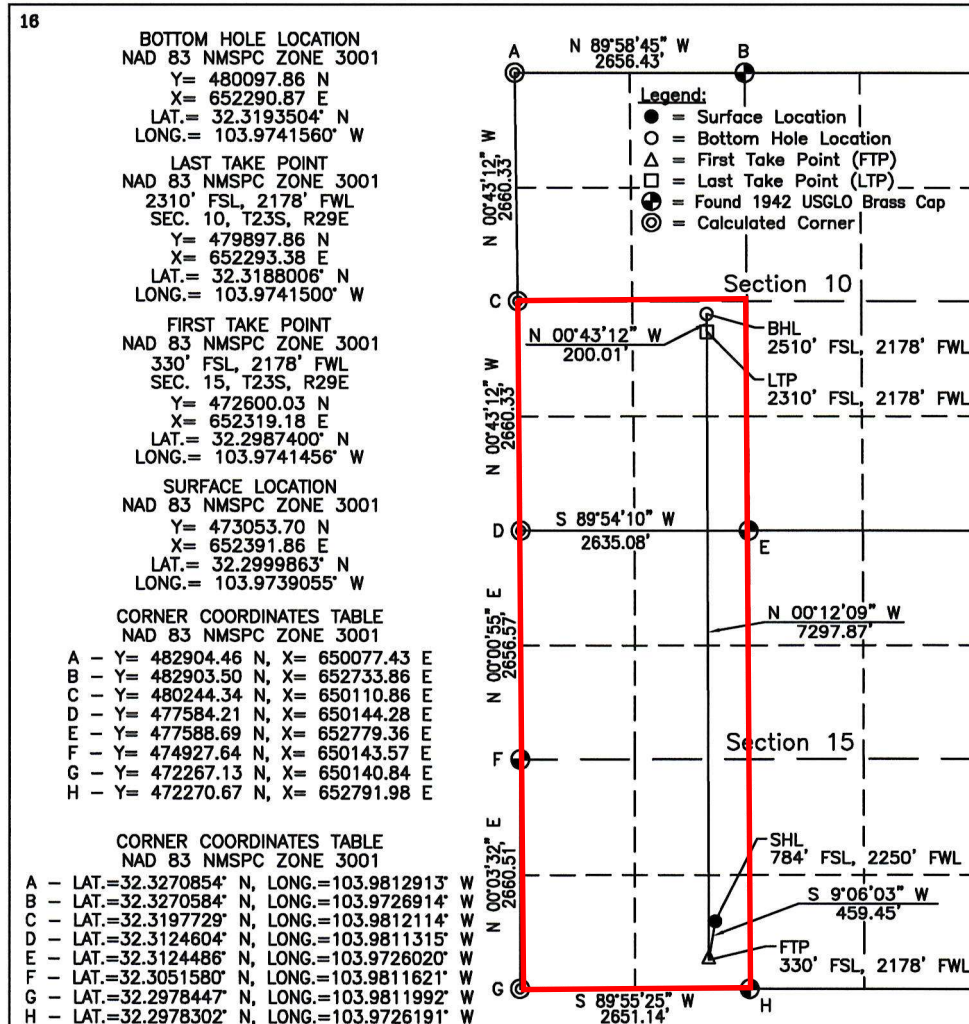 16
BOTTOM HOLE LOCATION
NAD 83 NMSPC ZONE 3001
Y= 480097.86 N
X= 652290.87 E
LAT.= 32.3193504° N
LONG.= 103.9741560° W
LAST TAKE POINT
NAD 83 NMSPC ZONE 3001
2310' FSL, 2178' FWL
SEC. 10, T23S, R29E
Y= 479897.86 N
X= 652293.38 E
LAT.= 32.3188006° N
LONG.= 103.9741500° W
FIRST TAKE POINT
NAD 83 NMSPC ZONE 3001
330' FSL, 2178' FWL
SEC. 15, T23S, R29E
Y= 472600.03 N
X= 652319.18 E
LAT.= 32.2987400° N
LONG.= 103.9741456° W
SURFACE LOCATION
NAD 83 NMSPC ZONE 3001
Y= 473053.70 N
X= 652391.86 E
LAT.= 32.2999863° N
LONG.= 103.9739055° W
CORNER COORDINATES TABLE
NAD 83 NMSPC ZONE 3001
A - Y= 482904.46 N, X= 650077.43 E
B - Y= 482903.50 N, X= 652733.86 E
C - Y= 480244.34 N, X= 650110.86 E
D - Y= 477584.21 N, X= 650144.28 E
E - Y= 477588.69 N, X= 652779.36 E
F - Y= 474927.64 N, X= 650143.57 E
G - Y= 472267.13 N, X= 650140.84 E
H - Y= 472270.67 N, X= 652791.98 E
CORNER COORDINATES TABLE
NAD 83 NMSPC ZONE 3001
A - LAT.=32.3270854° N, LONG.=103.9812913° W
B - LAT.=32.3270584° N, LONG.=103.9726914° W
C - LAT.=32.3197729° N, LONG.=103.9812114° W
D - LAT.=32.3124604° N, LONG.=103.9811315° W
E - LAT.=32.3124486° N, LONG.=103.9726020° W
F - LAT.=32.3051580° N, LONG.=103.9811621° W
G - LAT.=32.2978447° N, LONG.=103.9811992° W
H - LAT.=32.2978302° N, LONG.=103.9726191° W
A
N 89°58'45" W
2656.43'
B
Legend:
= Surface Location
= Bottom Hole Location
= First Take Point (FTP)
= Last Take Point (LTP)
= Found 1942 USGLO Brass Cap
= Calculated Corner
N 00°43'12" W
2660.33'
Section 10
C
N 00°43'12" W
200.01'
BHL
2510' FSL, 2178' FWL
LTP
2310' FSL, 2178' FWL
N 00°43'12" W
2660.33'
D
S 89°54'10" W
2635.08'
E
N 00°00'55" E
2656.57'
N 00°12'09" W
7297.87'
Section 15
F
SHL
784' FSL, 2250' FWL
N 00°03'32" E
2660.51'
S 9°06'03" W
459.45'
FTP
330' FSL, 2178' FWL
G
S 89°55'25" W
2651.14'
H